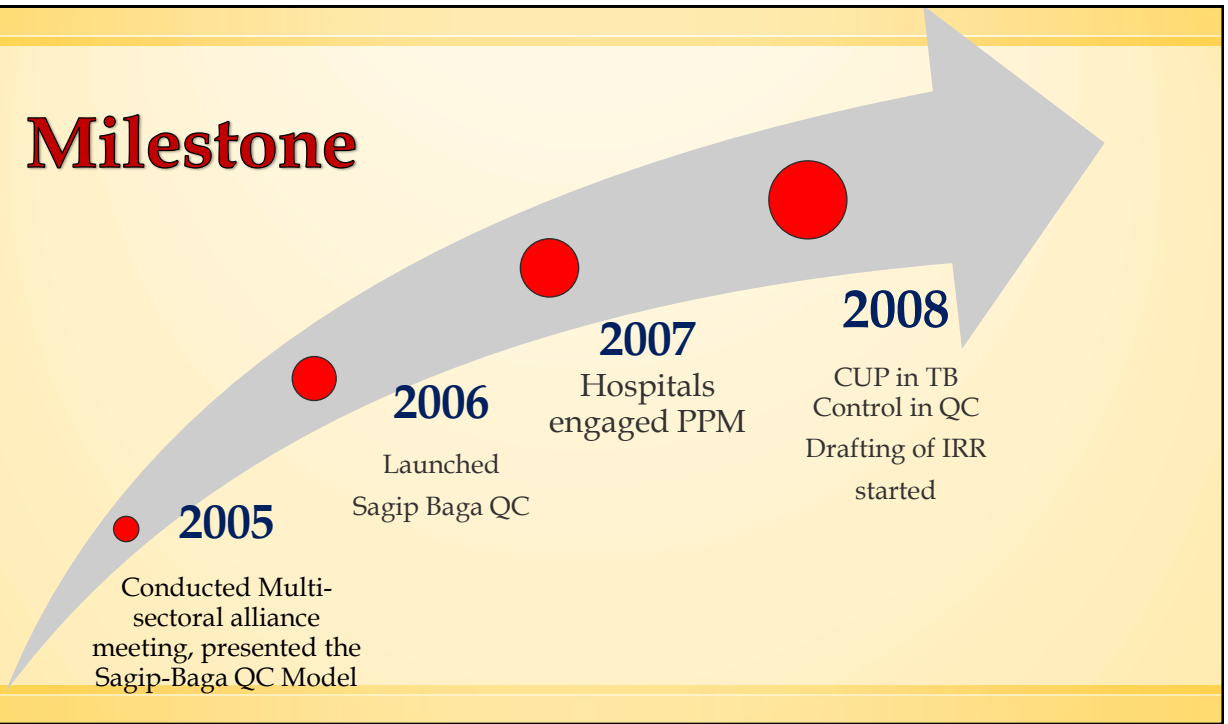 Milestone
2005
Conducted Multi-
sectoral alliance
meeting, presented the
Sagip-Baga QC Model
2006
Launched
Sagip Baga QC
2007
Hospitals
engaged PPM
2008
CUP in TB
Control in QC
Drafting of IRR
started